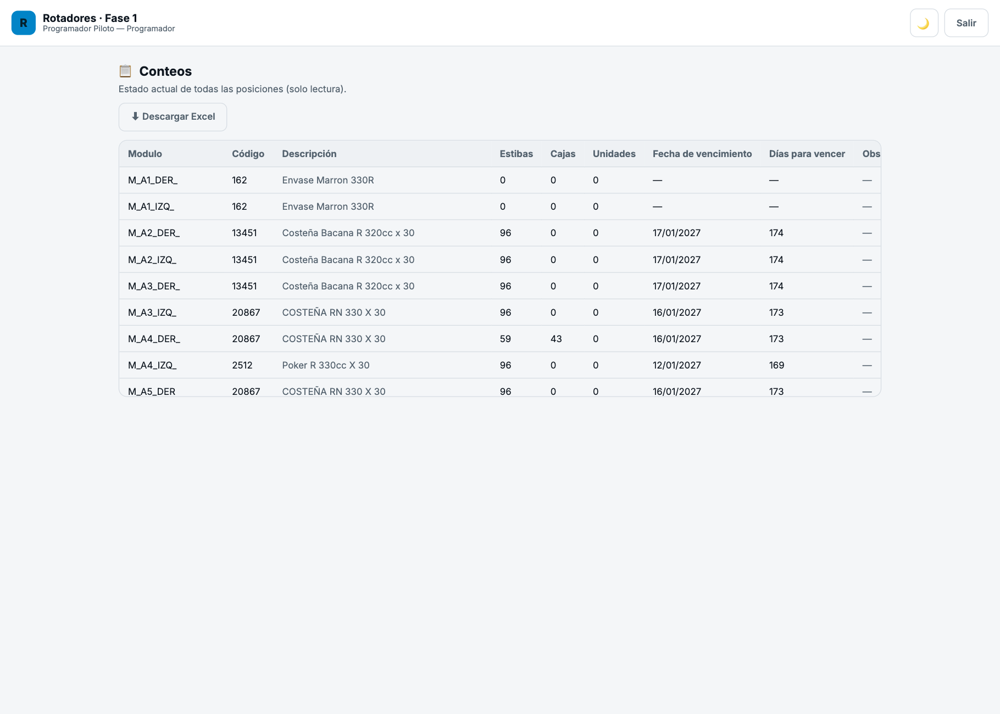 R
Rotadores · Fase 1
Programador Piloto — Programador
Salir
Conteos
Estado actual de todas las posiciones (solo lectura).
⬇ Descargar Excel
Modulo Código Descripción Estibas Cajas Unidades Fecha de vencimiento Días para vencer Obs
M_A1_DER_ 162 Envase Marron 330R 0 0 0 — — —
M_A1_IZQ_ 162 Envase Marron 330R 0 0 0 — — —
M_A2_DER_ 13451 Costeña Bacana R 320cc x 30 96 0 0 17/01/2027 174 —
M_A2_IZQ_ 13451 Costeña Bacana R 320cc x 30 96 0 0 17/01/2027 174 —
M_A3_DER_ 13451 Costeña Bacana R 320cc x 30 96 0 0 17/01/2027 174 —
M_A3_IZQ_ 20867 COSTEÑA RN 330 X 30 96 0 0 16/01/2027 173 —
M_A4_DER_ 20867 COSTEÑA RN 330 X 30 59 43 0 16/01/2027 173 —
M_A4_IZQ_ 2512 Poker R 330cc X 30 96 0 0 12/01/2027 169 —
M_A5_DER 20867 COSTEÑA RN 330 X 30 96 0 0 16/01/2027 173 —